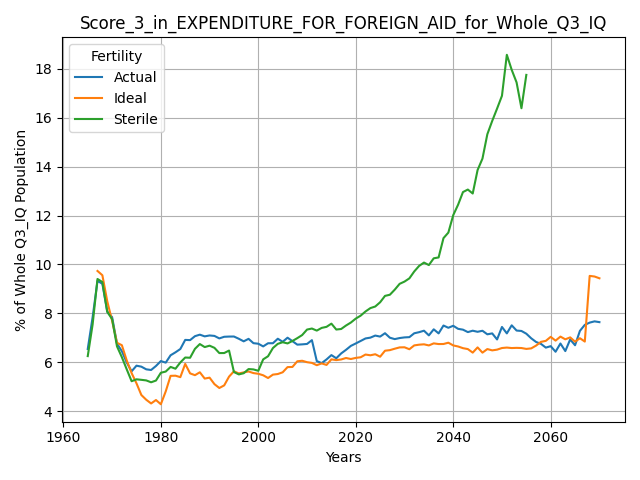 Score_3_in_EXPENDITURE_FOR_FOREIGN_AID_for_Whole_Q3_IQ
Fertility
Actual
Ideal
Sterile
% of Whole Q3_IQ Population
18
16
14
12
10
8
6
4
1960 1980 2000 2020 2040 2060
Years